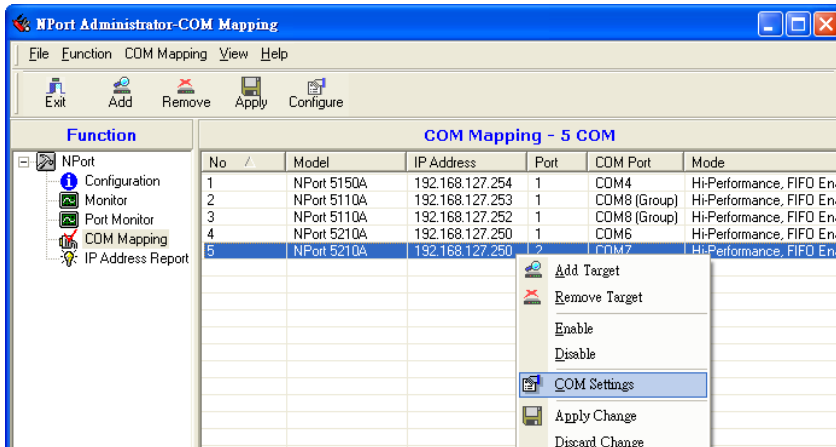 NPort Administrator-COM Mapping
File Function COM Mapping View Help
Exit Add Remove Apply Configure
Function
COM Mapping - 5 COM
NPort
Configuration
Monitor
Port Monitor
COM Mapping
IP Address Report
No Model IP Address Port COM Port Mode
1 NPort 5150A 192.168.127.254 1 COM4 Hi-Performance, FIFO En
2 NPort 5110A 192.168.127.253 1 COM8 (Group) Hi-Performance, FIFO En
3 NPort 5110A 192.168.127.252 1 COM8 (Group) Hi-Performance, FIFO En
4 NPort 5210A 192.168.127.250 1 COM6 Hi-Performance, FIFO En
5 NPort 5210A 192.168.127.250 2 COM7 Hi-Performance, FIFO En
Add Target
Remove Target
Enable
Disable
COM Settings
Apply Change
Discard Change